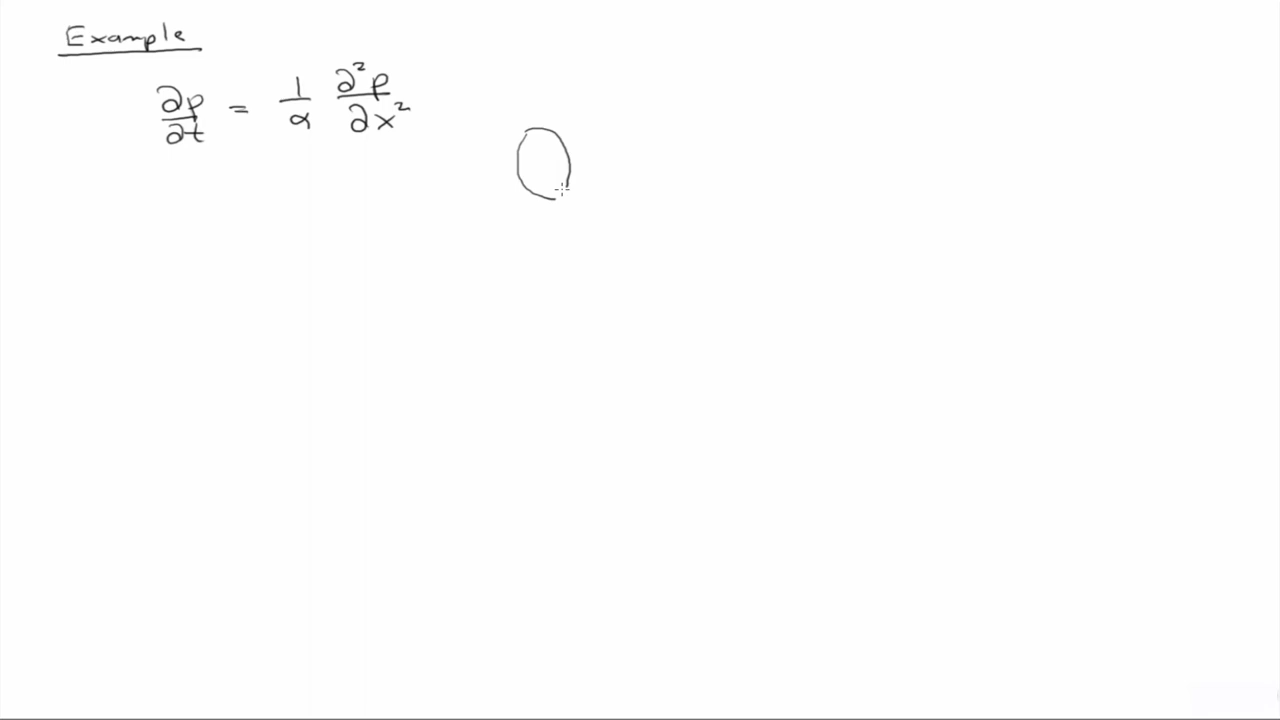 Example
∂p/∂t = 1/α ∂²p/∂x²